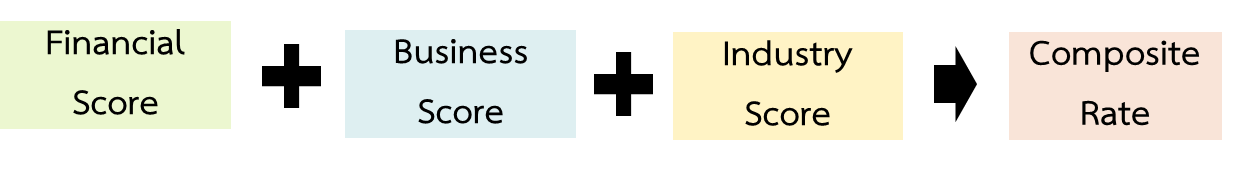 Financial
Score
Business
Score
Industry
Score
Composite
Rate